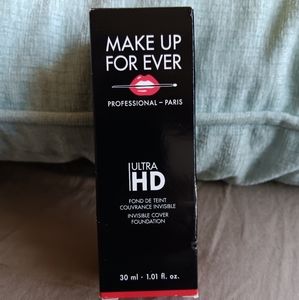 MAKE UP
FOR EVER
PROFESSIONAL – PARIS
ULTRA
HD
FOND DE TEINT
COUVRANCE INVISIBLE
INVISIBLE COVER
FOUNDATION
30 ml - 1.01 fl. oz.